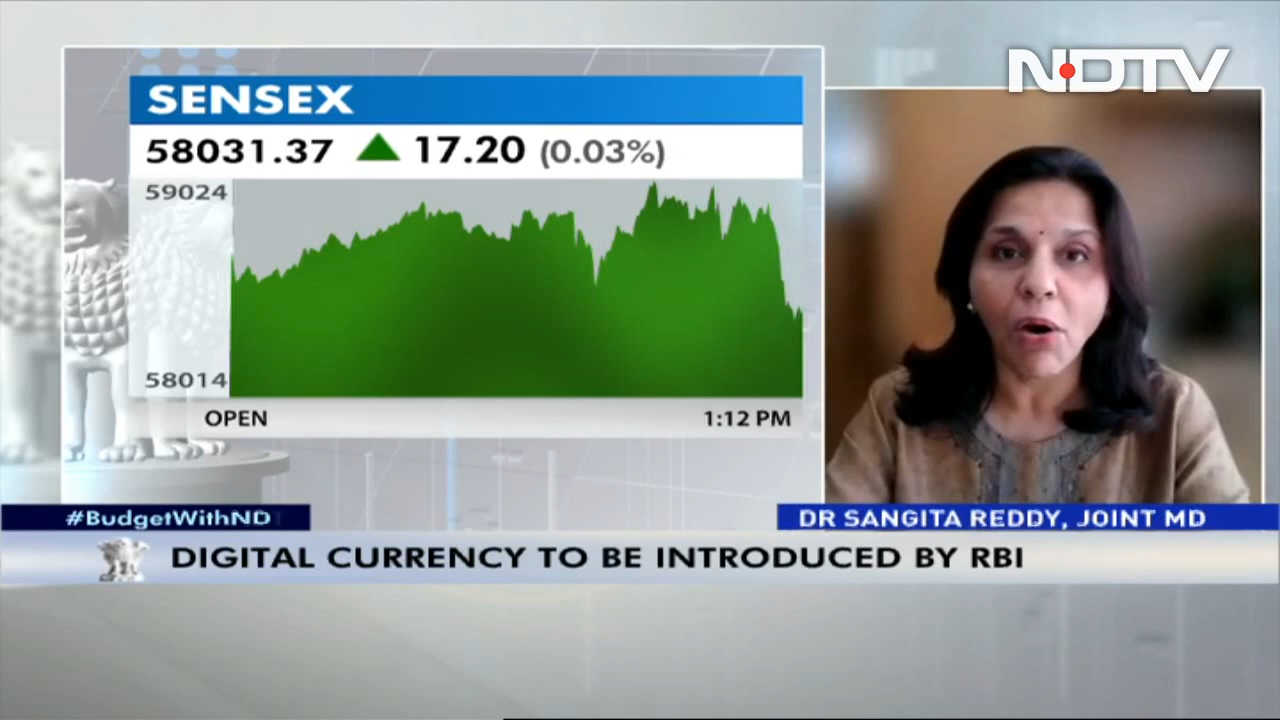 NDTV
SENSEX
58031.37 ▲ 17.20 (0.03%)
59024
58014
OPEN 1:12 PM
#BudgetWithNDT
DR SANGITA REDDY, JOINT MD
DIGITAL CURRENCY TO BE INTRODUCED BY RBI